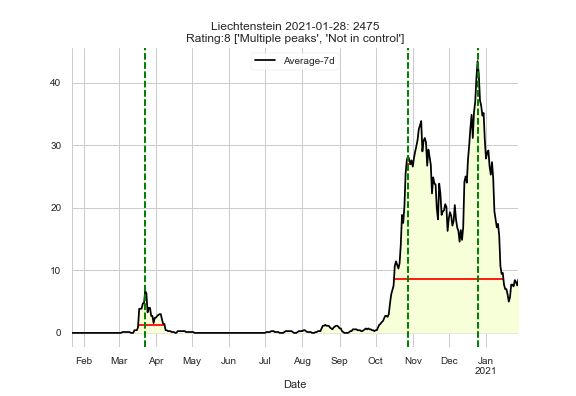 Liechtenstein 2021-01-28: 2475
Rating:8 ['Multiple peaks', 'Not in control']
Average-7d
40
30
20
10
0
Feb Mar Apr May Jun Jul Aug Sep Oct Nov Dec Jan
2021
Date